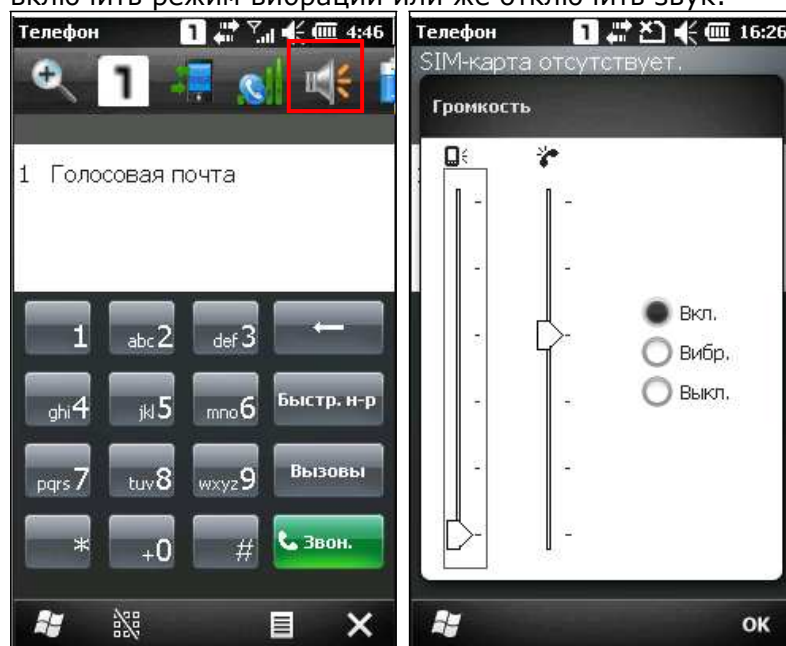 включить режим вибрации или же отключить звук.
Телефон 1 4:46
1
1 Голосовая почта
1 abc2 def3
ghi4 jkl5 mno6 Быстр. н-р
pqrs7 tuv8 wxyz9 Вызовы
* +0 # Звон.
Телефон 1 16:26
SIM-карта отсутствует.
Громкость
Вкл.
Вибр.
Выкл.
OK